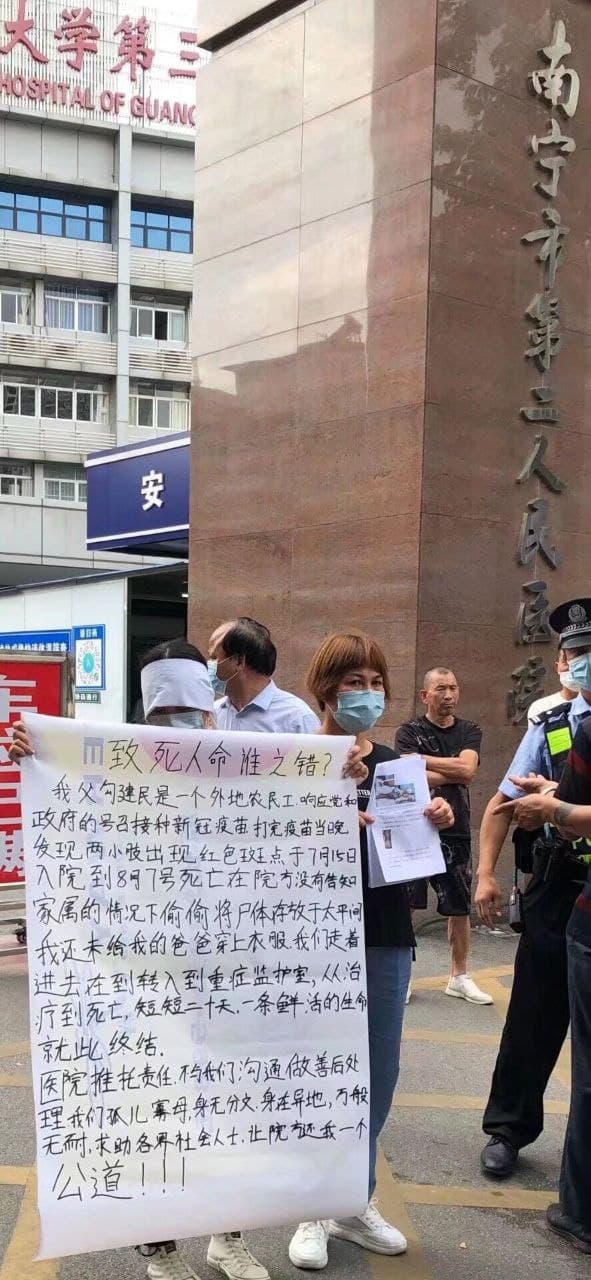 大学第三
HOSPITAL OF GUANG
南宁市第二人民医院
安
致死人命谁之错?
我父勾建民是一个外地农民工,响应党和
政府的号召接种新冠疫苗,打完疫苗当晚
发现两小肢出现红色斑点于7月15日
入院到8月7号死亡在院方没有告知
家属的情况下偷偷将尸体存放于太平间
我还未给我的爸爸穿上衣服.我们走着
进去在到转入到重症监护室,从治
疗到死亡,短短二十天.一条鲜活的生命
就此终结.
医院推托责任.不与我们沟通做善后处
理我们孤儿寡母,身无分文.身在异地,万般
无耐,求助各界社会人士,让院方还我一个
公道!!!